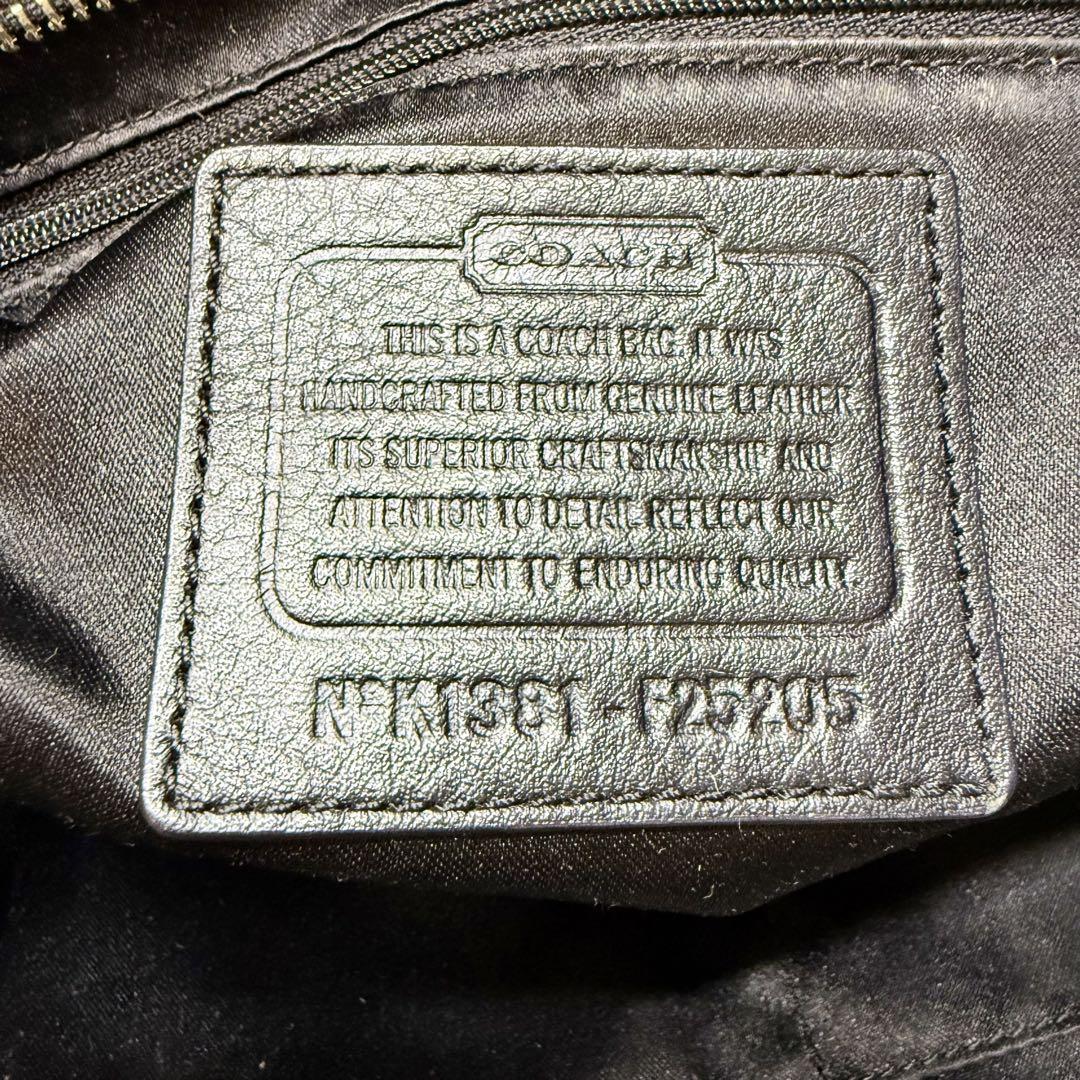 COACH
THIS IS A COACH BAG. IT WAS
HANDCRAFTED FROM GENUINE LEATHER.
ITS SUPERIOR CRAFTSMANSHIP AND
ATTENTION TO DETAIL REFLECT OUR
COMMITMENT TO ENDURING QUALITY.
Nº K1381 - F25205